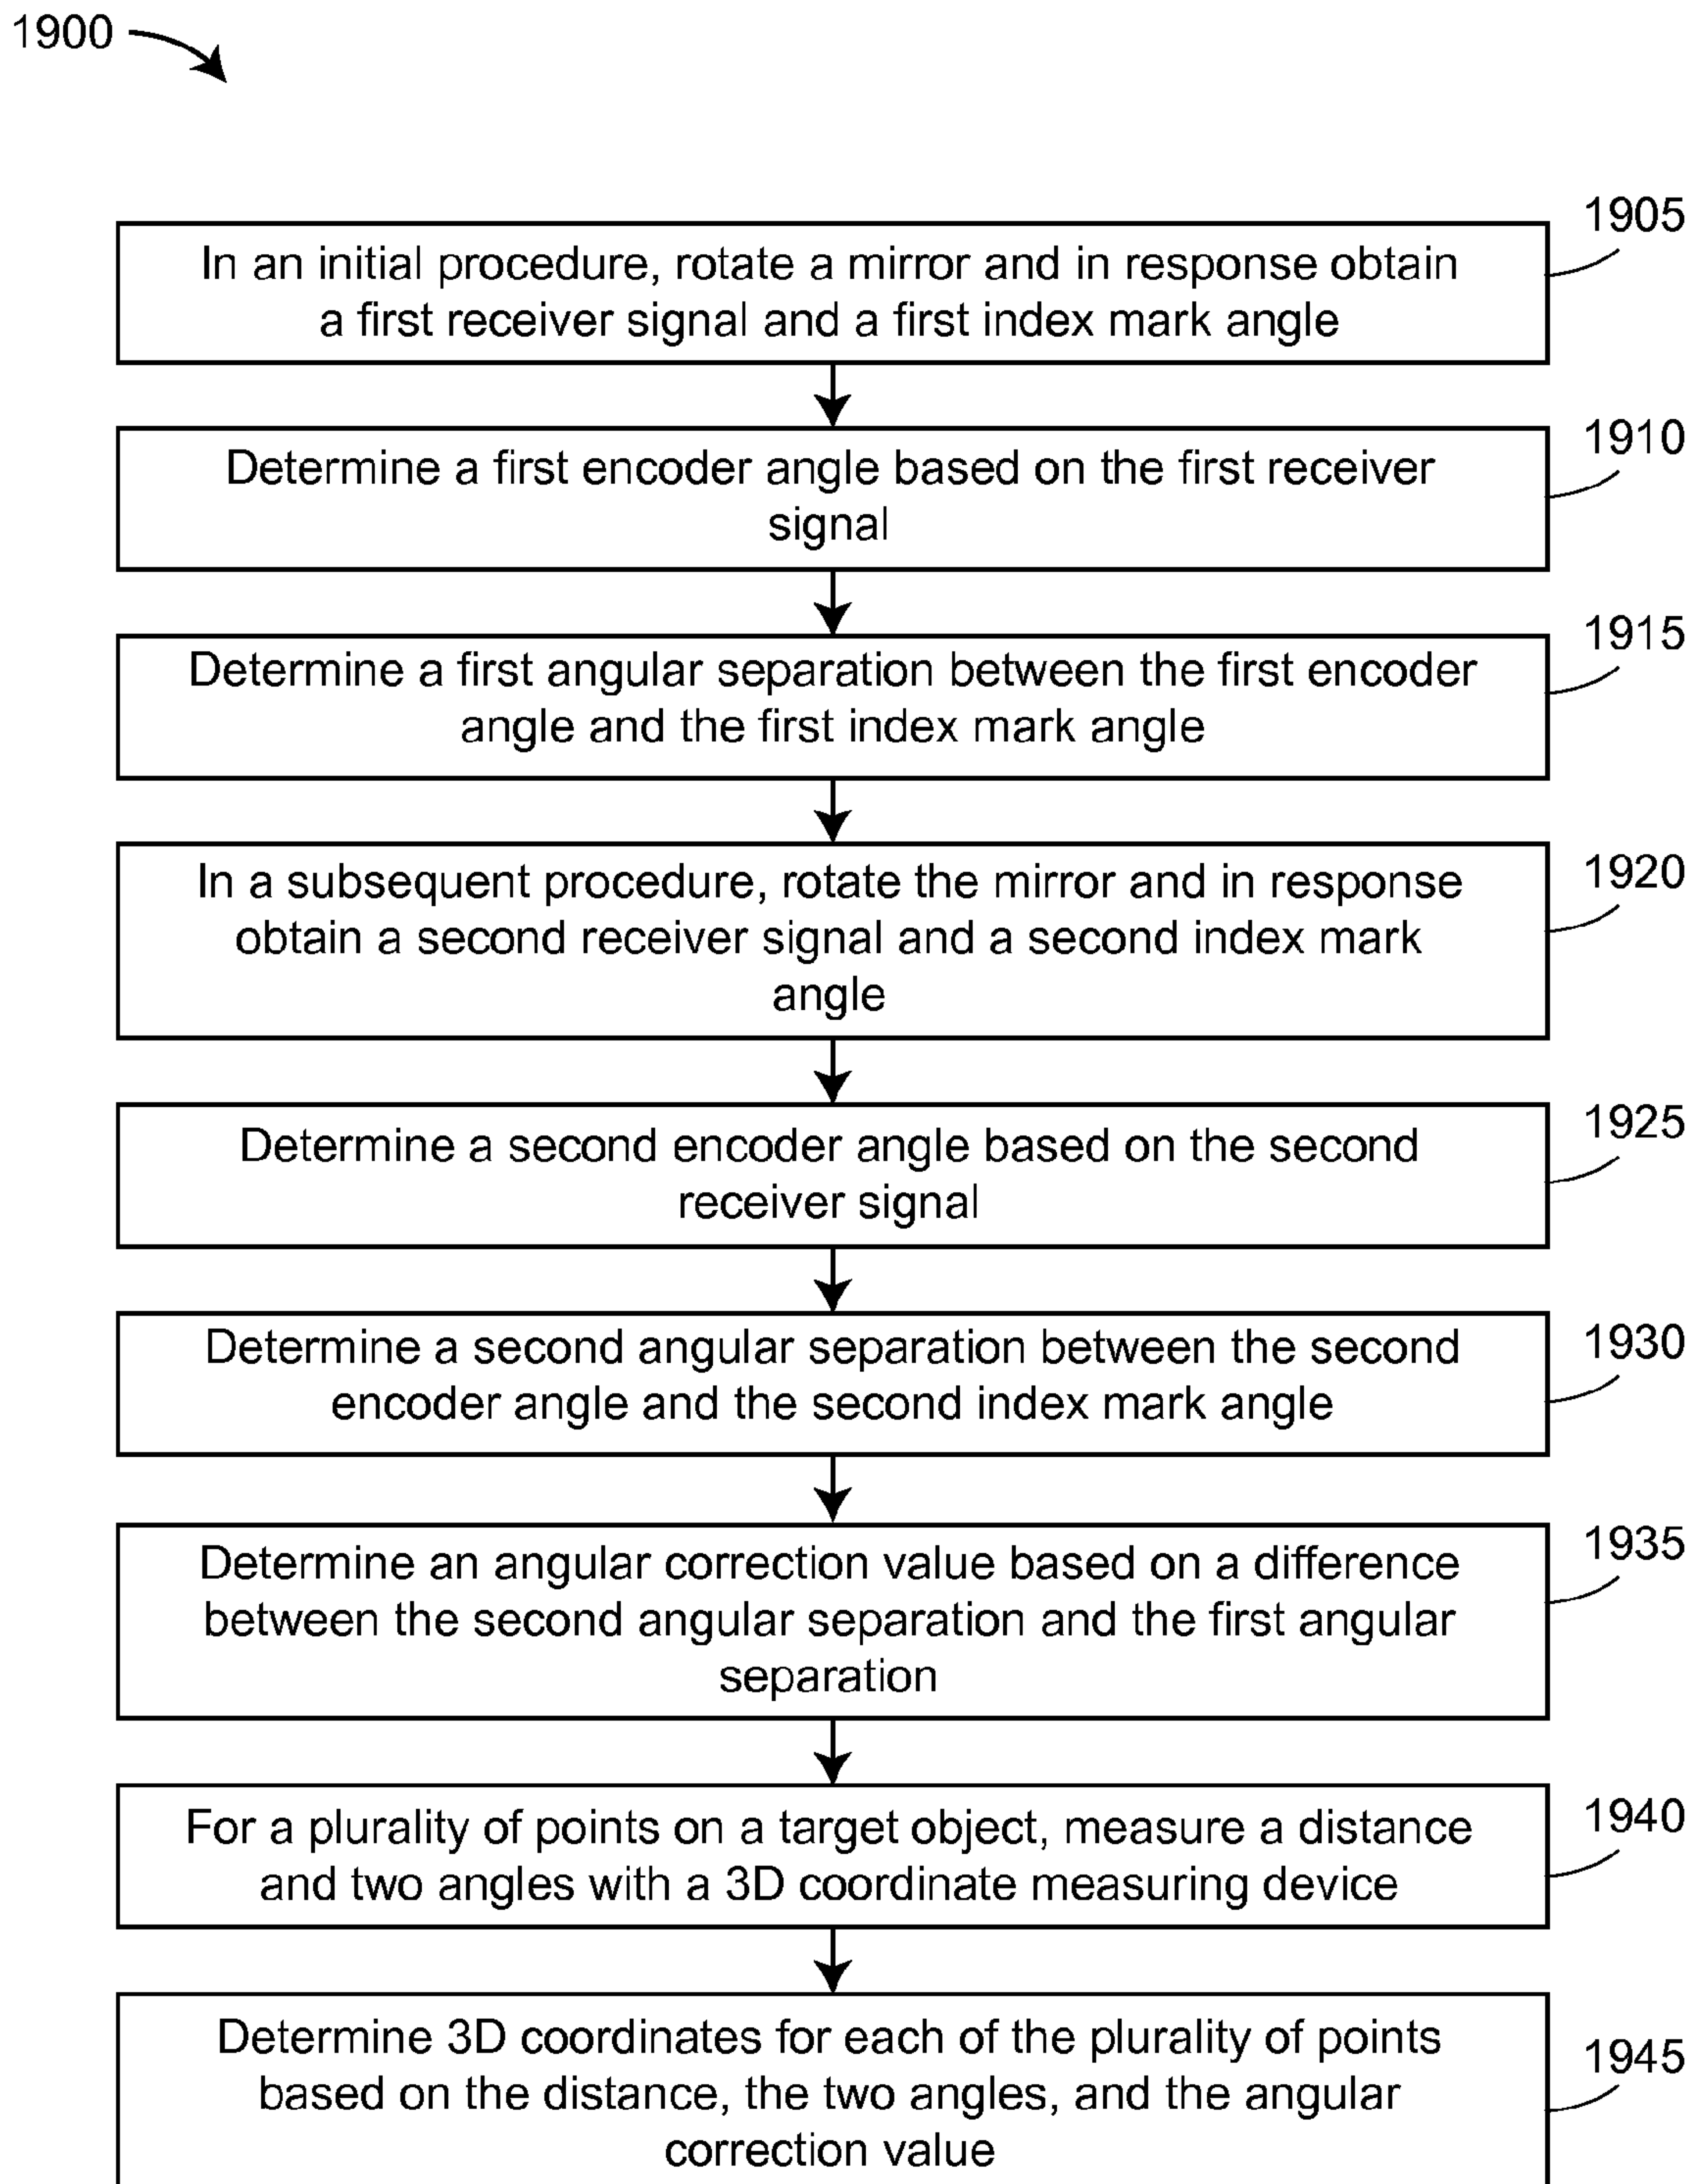 1900
1905
In an initial procedure, rotate a mirror and in response obtain
a first receiver signal and a first index mark angle
1910
Determine a first encoder angle based on the first receiver
signal
1915
Determine a first angular separation between the first encoder
angle and the first index mark angle
1920
In a subsequent procedure, rotate the mirror and in response
obtain a second receiver signal and a second index mark
angle
1925
Determine a second encoder angle based on the second
receiver signal
1930
Determine a second angular separation between the second
encoder angle and the second index mark angle
1935
Determine an angular correction value based on a difference
between the second angular separation and the first angular
separation
1940
For a plurality of points on a target object, measure a distance
and two angles with a 3D coordinate measuring device
1945
Determine 3D coordinates for each of the plurality of points
based on the distance, the two angles, and the angular
correction value